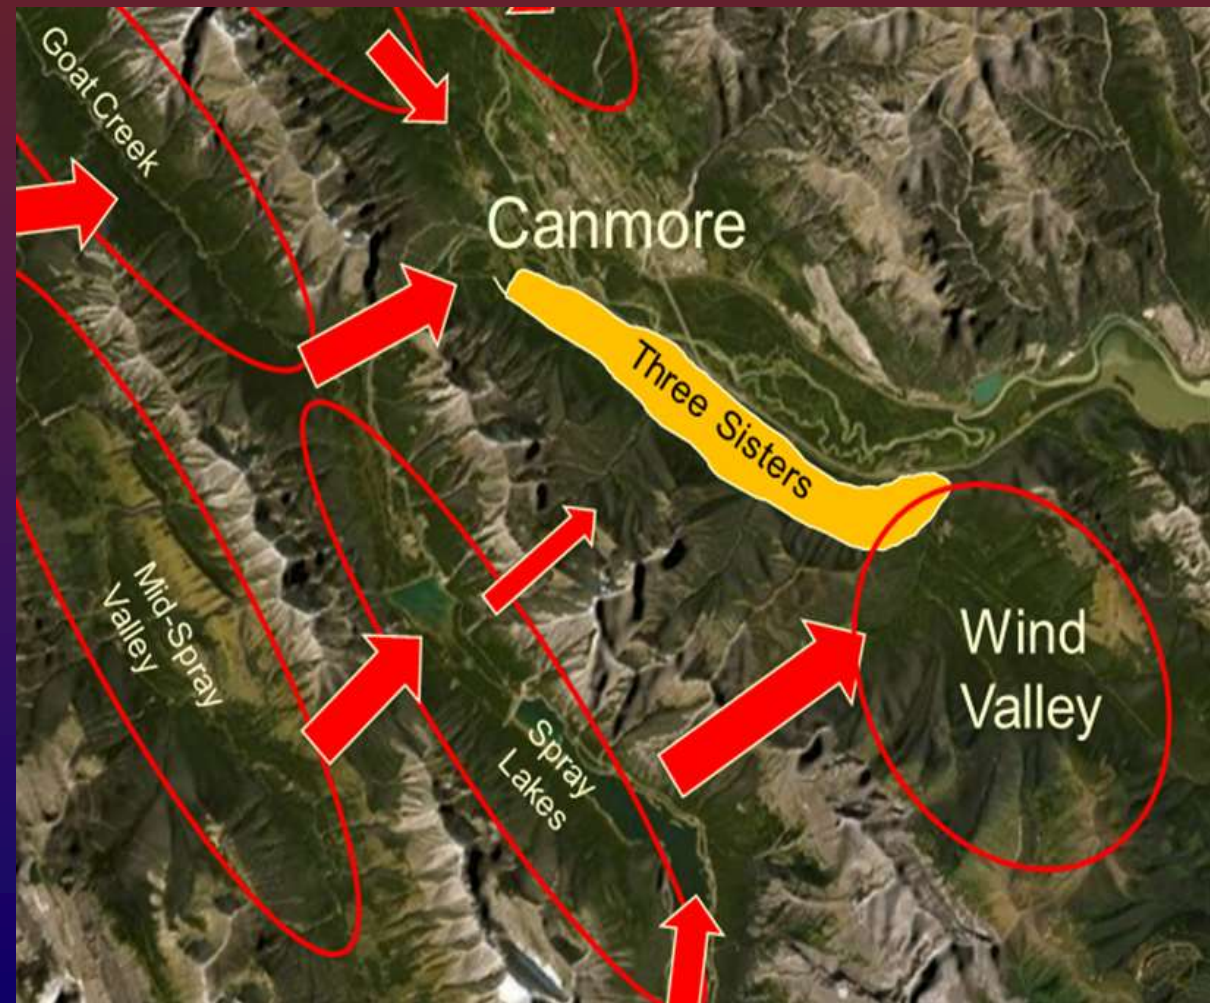 Goat Creek
Canmore
Three Sisters
Mid-Spray
Valley
Wind
Valley
Spray
Lakes